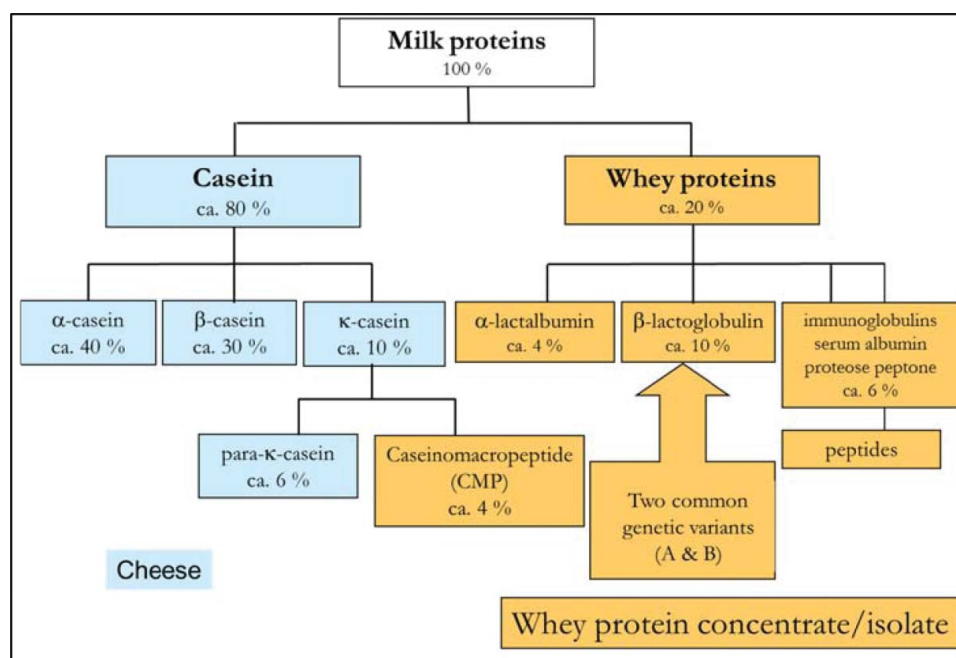 Milk proteins
100 %
Casein
ca. 80 %
Whey proteins
ca. 20 %
α-casein
ca. 40 %
β-casein
ca. 30 %
κ-casein
ca. 10 %
α-lactalbumin
ca. 4 %
β-lactoglobulin
ca. 10 %
immunoglobulins
serum albumin
proteose peptone
ca. 6 %
para-κ-casein
ca. 6 %
Caseinomacropeptide
(CMP)
ca. 4 %
Two common
genetic variants
(A & B)
peptides
Cheese
Whey protein concentrate/isolate